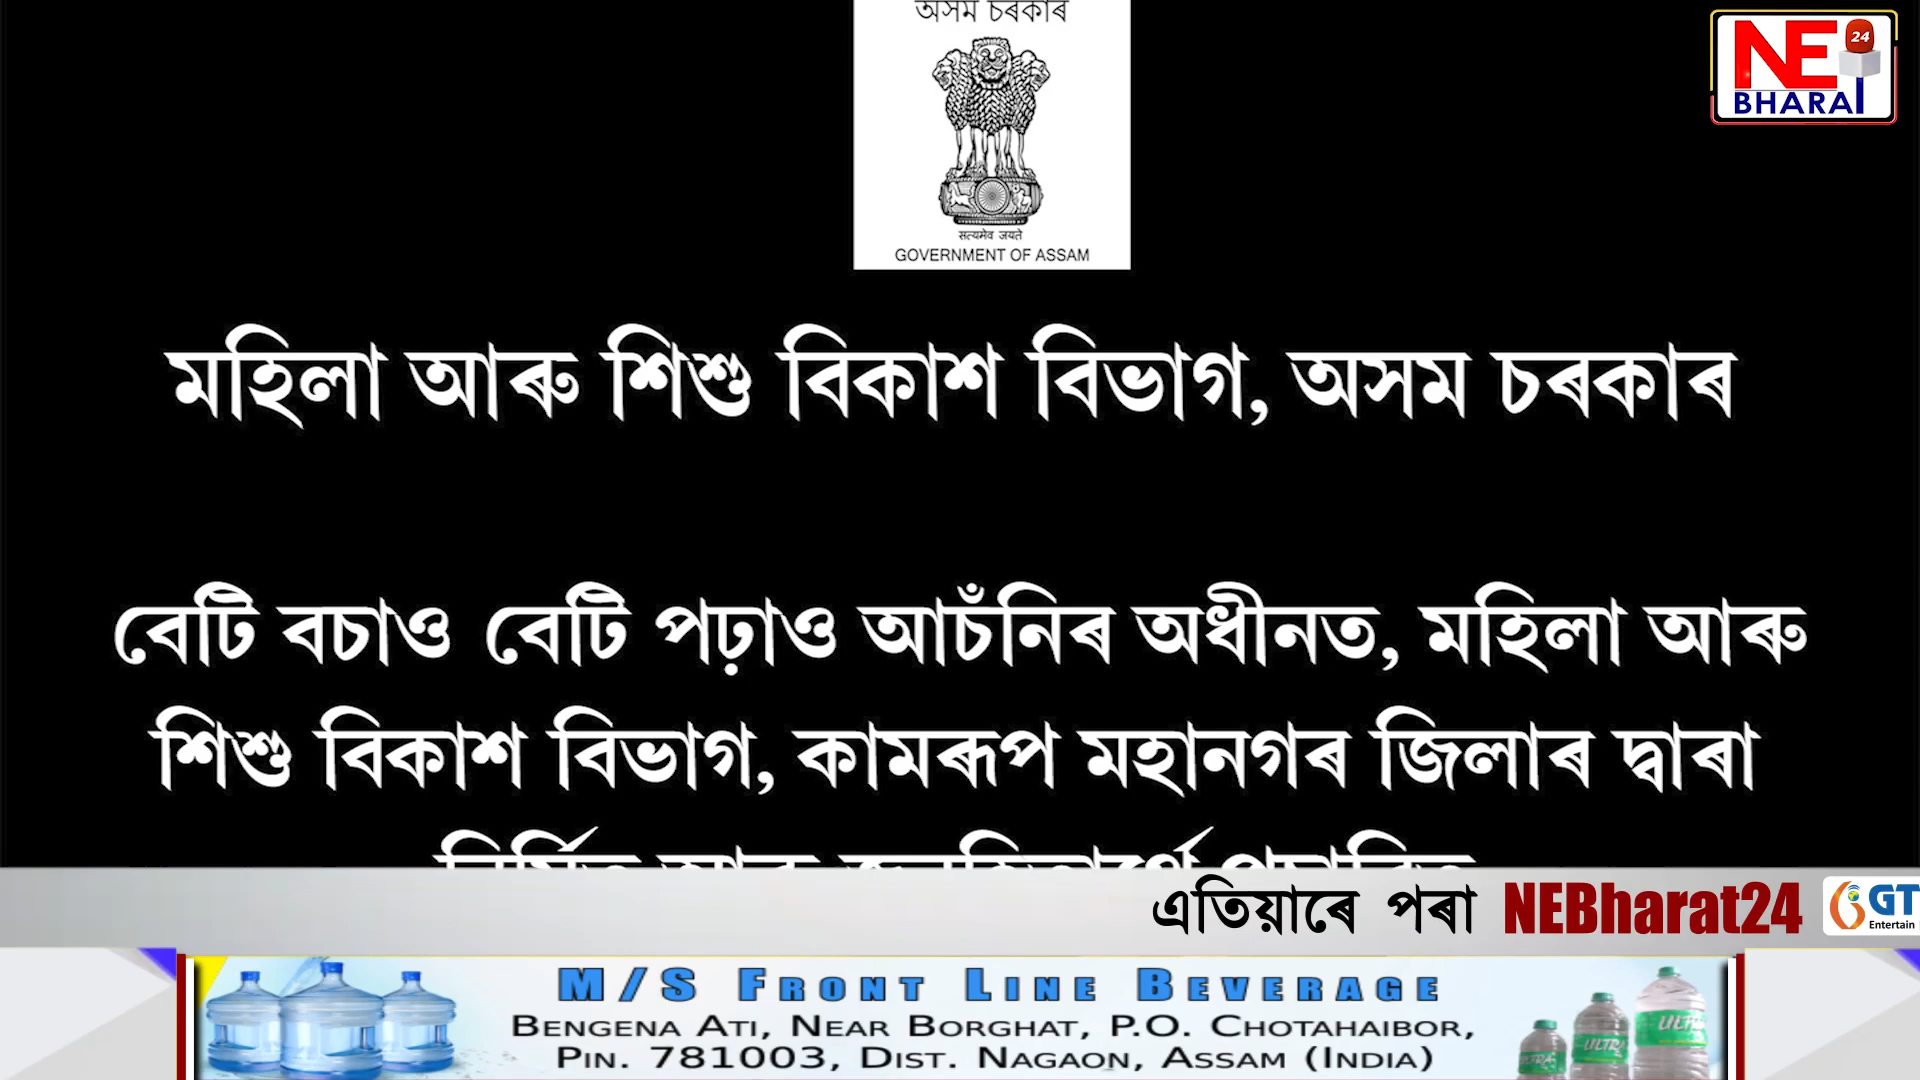 অসম চৰকাৰ
NE 24
BHARAT
सत्यमेव जयते
GOVERNMENT OF ASSAM
মহিলা আৰু শিশু বিকাশ বিভাগ, অসম চৰকাৰ
বেটি বচাও বেটি পঢ়াও আচঁনিৰ অধীনত, মহিলা আৰু
শিশু বিকাশ বিভাগ, কামৰূপ মহানগৰ জিলাৰ দ্বাৰা
এতিয়াৰে পৰা NEBharat24 GT
Entertain
M/S FRONT LINE BEVERAGE
BENGENA ATI, NEAR BORGHAT, P.O. CHOTAHAIBOR,
PIN. 781003, DIST. NAGAON, ASSAM (INDIA)
ULTRA